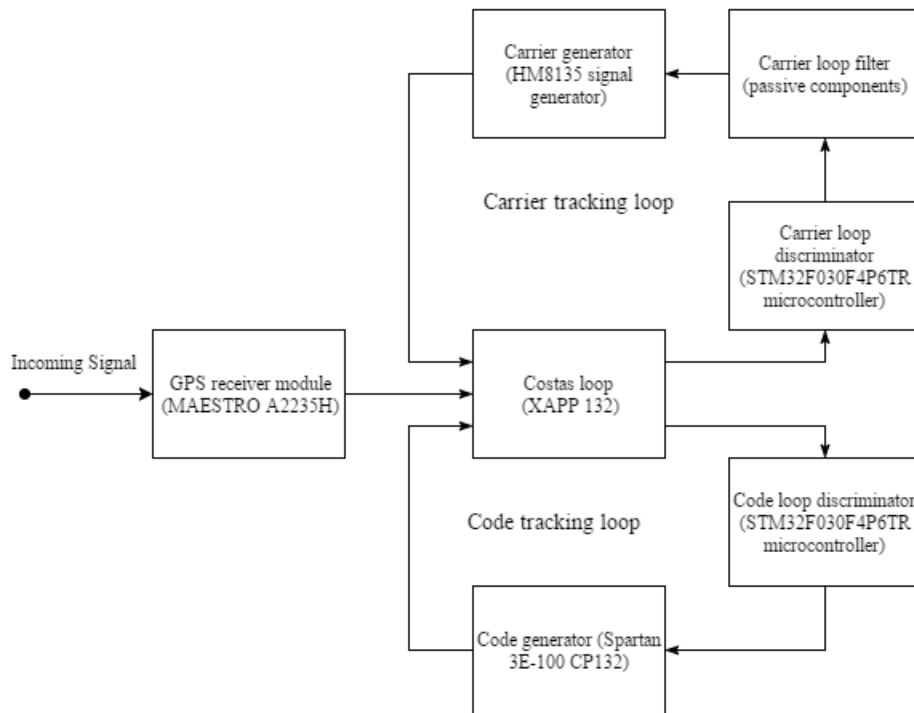 Carrier generator
(HM8135 signal
generator)
Carrier loop filter
(passive components)
Carrier tracking loop
Carrier loop
discriminator
(STM32F030F4P6TR
microcontroller)
Incoming Signal
GPS receiver module
(MAESTRO A2235H)
Costas loop
(XAPP 132)
Code tracking loop
Code loop discriminator
(STM32F030F4P6TR
microcontroller)
Code generator (Spartan
3E-100 CP132)